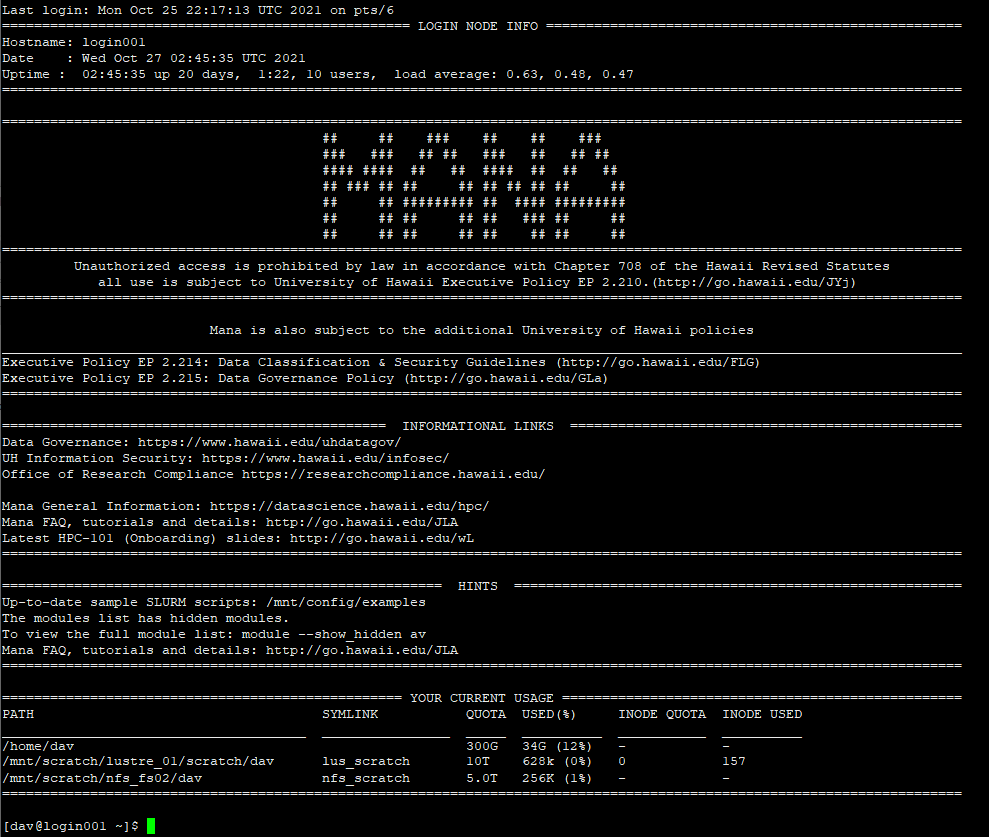 Last login: Mon Oct 25 22:17:13 UTC 2021 on pts/6
=================================================== LOGIN NODE INFO ====================================================
Hostname: login001
Date    : Wed Oct 27 02:45:35 UTC 2021
Uptime :  02:45:35 up 20 days,  1:22, 10 users,  load average: 0.63, 0.48, 0.47
========================================================================================================================

========================================================================================================================
                                        ##     ##    ###    ##    ##    ###
                                        ###   ###   ## ##   ###   ##   ## ##
                                        #### ####  ##   ##  ####  ##  ##   ##
                                        ## ### ## ##     ## ## ## ## ##     ##
                                        ##     ## ######### ##  #### #########
                                        ##     ## ##     ## ##   ### ##     ##
                                        ##     ## ##     ## ##    ## ##     ##
========================================================================================================================
         Unauthorized access is prohibited by law in accordance with Chapter 708 of the Hawaii Revised Statutes
            all use is subject to University of Hawaii Executive Policy EP 2.210.(http://go.hawaii.edu/JYj)
========================================================================================================================

                          Mana is also subject to the additional University of Hawaii policies
________________________________________________________________________________________________________________________
Executive Policy EP 2.214: Data Classification & Security Guidelines (http://go.hawaii.edu/FLG)
Executive Policy EP 2.215: Data Governance Policy (http://go.hawaii.edu/GLa)
========================================================================================================================

================================================  INFORMATIONAL LINKS  =================================================
Data Governance: https://www.hawaii.edu/uhdatagov/
UH Information Security: https://www.hawaii.edu/infosec/
Office of Research Compliance https://researchcompliance.hawaii.edu/

Mana General Information: https://datascience.hawaii.edu/hpc/
Mana FAQ, tutorials and details: http://go.hawaii.edu/JLA
Latest HPC-101 (Onboarding) slides: http://go.hawaii.edu/wL
========================================================================================================================

=======================================================  HINTS  ========================================================
Up-to-date sample SLURM scripts: /mnt/config/examples
The modules list has hidden modules.
To view the full module list: module --show_hidden av
Mana FAQ, tutorials and details: http://go.hawaii.edu/JLA
========================================================================================================================

================================================== YOUR CURRENT USAGE ==================================================
PATH                                    SYMLINK           QUOTA  USED(%)     INODE QUOTA  INODE USED
______________________________________  ________________  _____  __________  ___________  __________
/home/dav                                                 300G   34G (12%)   -            -
/mnt/scratch/lustre_01/scratch/dav      lus_scratch       10T    628k (0%)   0            157
/mnt/scratch/nfs_fs02/dav               nfs_scratch       5.0T   256K (1%)   -            -
========================================================================================================================

[dav@login001 ~]$